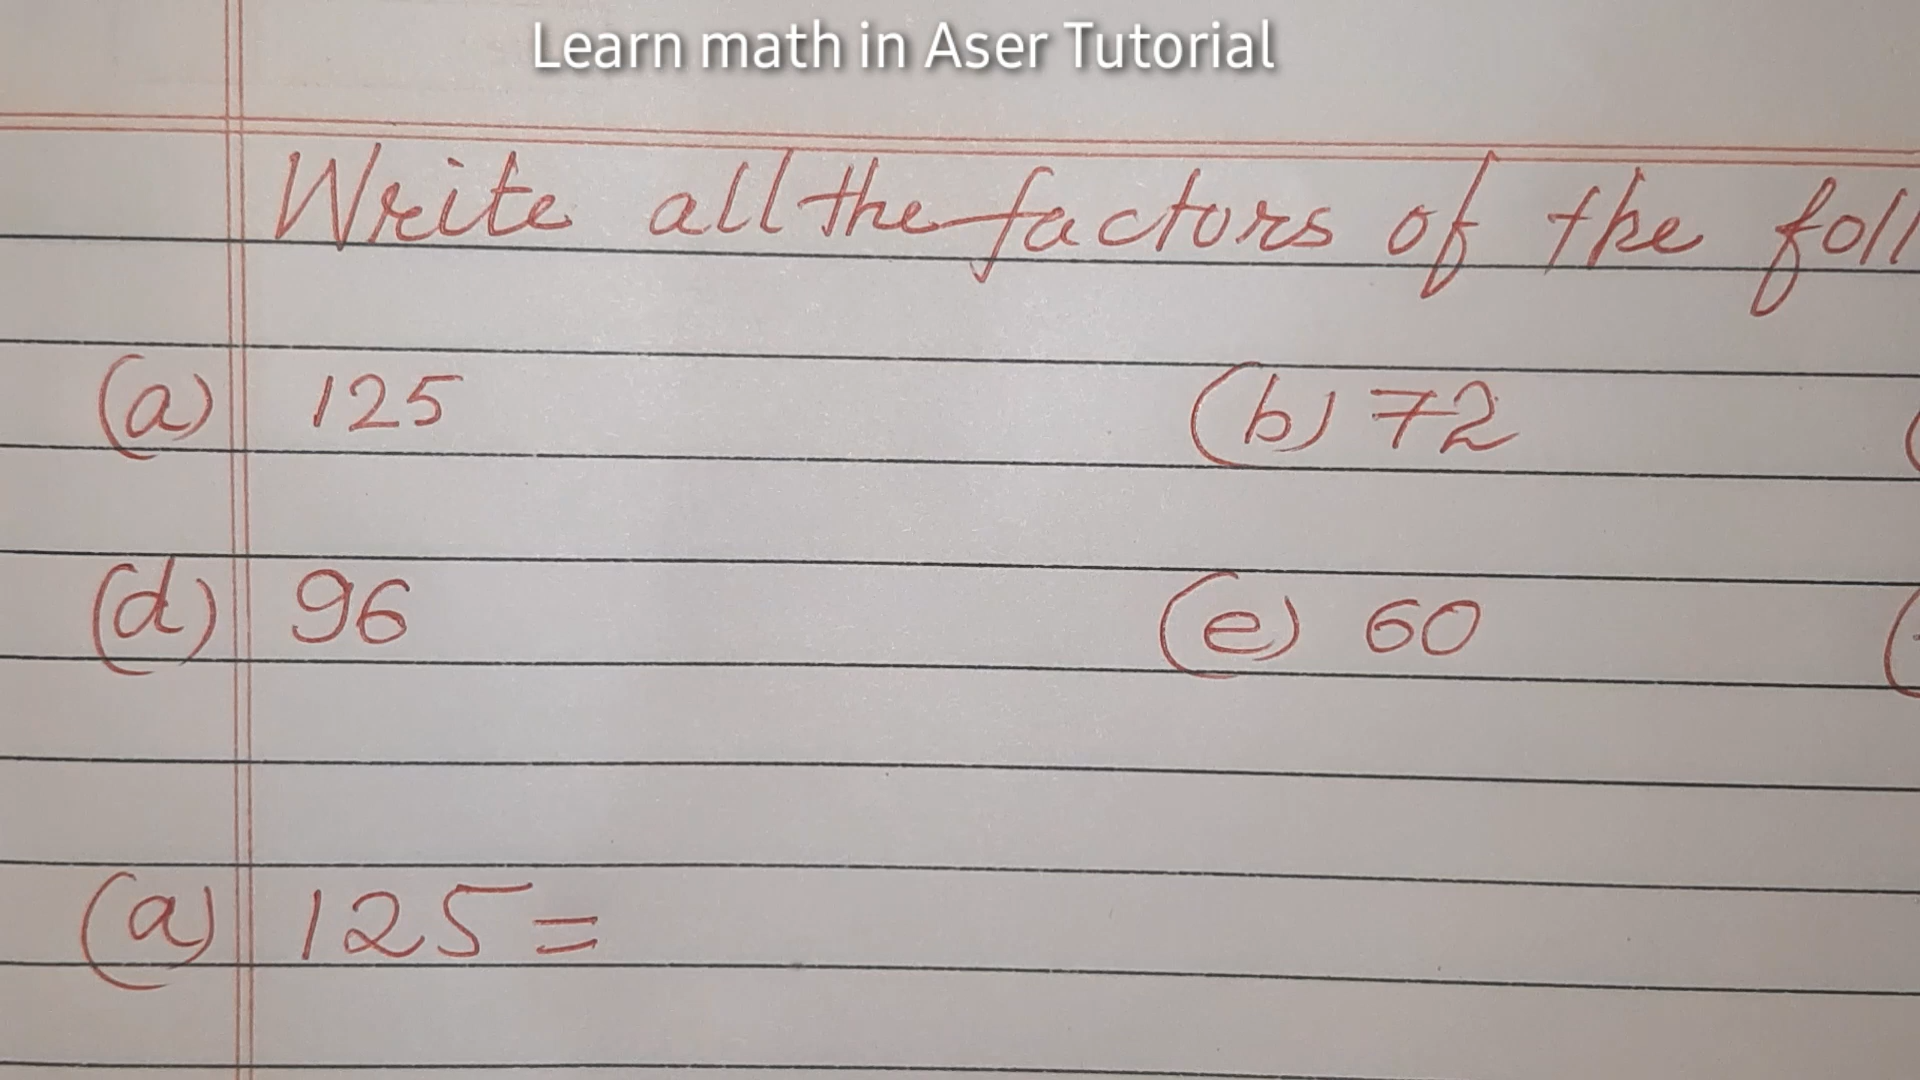 Learn math in Aser Tutorial
Write all the factors of the foll
(a) 125 (b) 72 (
(d) 96 (e) 60 (
(a) 125 =